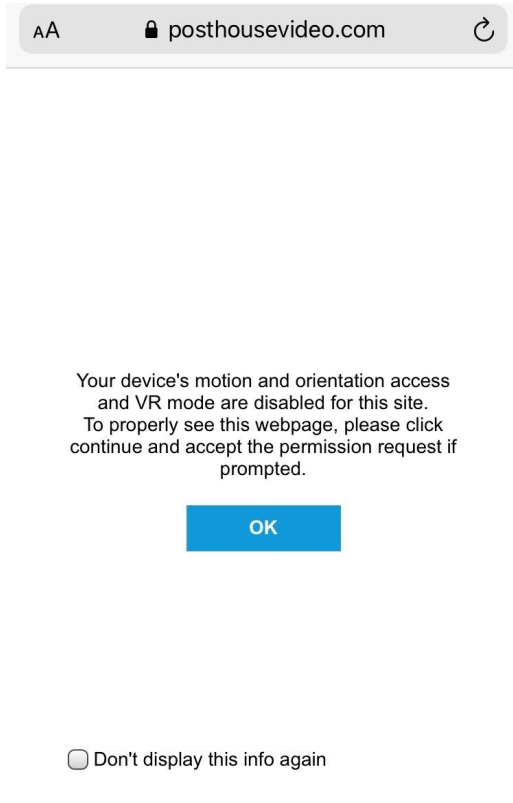 AA posthousevideo.com
Your device's motion and orientation access
and VR mode are disabled for this site.
To properly see this webpage, please click
continue and accept the permission request if
prompted.
OK
Don't display this info again